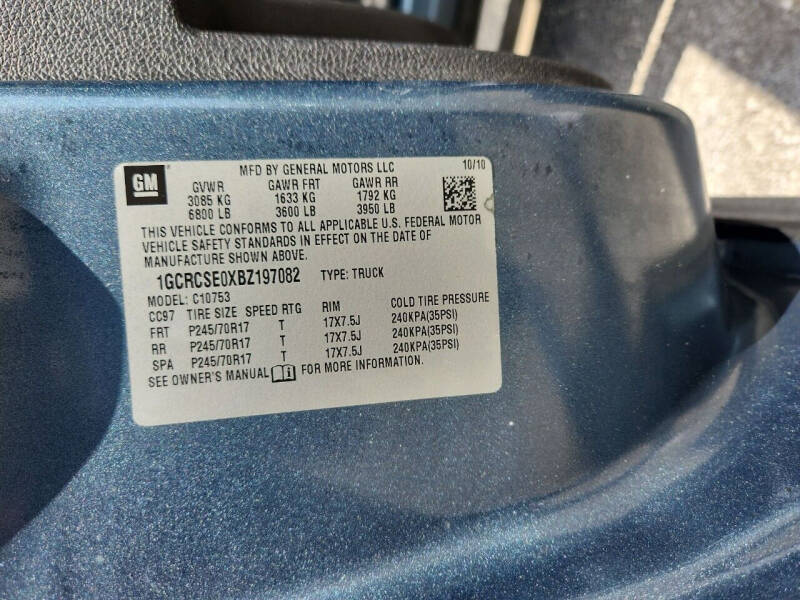 GM
MFD BY GENERAL MOTORS LLC 10/10
GVWR GAWR FRT GAWR RR
3085 KG 1633 KG 1792 KG
6800 LB 3600 LB 3950 LB
THIS VEHICLE CONFORMS TO ALL APPLICABLE U.S. FEDERAL MOTOR
VEHICLE SAFETY STANDARDS IN EFFECT ON THE DATE OF
MANUFACTURE SHOWN ABOVE.
1GCRCSE0XBZ197082 TYPE: TRUCK
MODEL: C10753
CC97 TIRE SIZE SPEED RTG RIM COLD TIRE PRESSURE
FRT P245/70R17 T 17X7.5J 240KPA(35PSI)
RR P245/70R17 T 17X7.5J 240KPA(35PSI)
SPA P245/70R17 T 17X7.5J 240KPA(35PSI)
SEE OWNER'S MANUAL i FOR MORE INFORMATION.